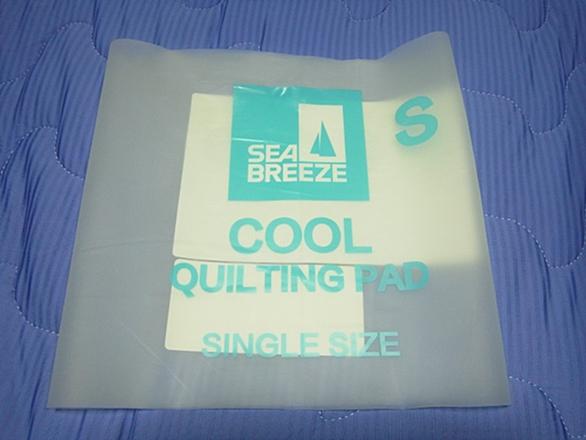 S
SEA
BREEZE
COOL
QUILTING PAD
SINGLE SIZE